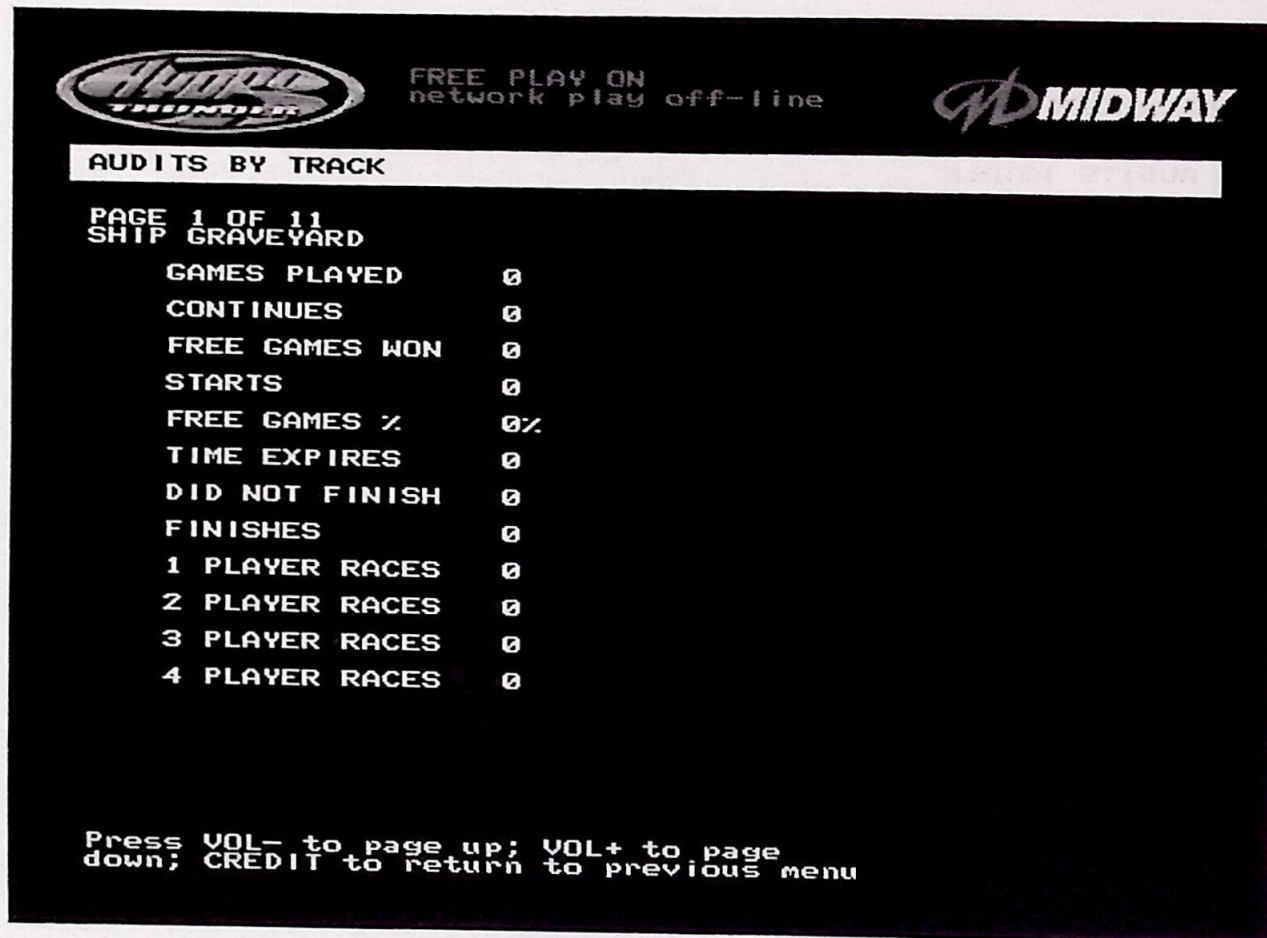 HYDRO
THUNDER
FREE PLAY ON
network play off-line
MIDWAY
AUDITS BY TRACK
PAGE 1 OF 11
SHIP GRAVEYARD
GAMES PLAYED 0
CONTINUES 0
FREE GAMES WON 0
STARTS 0
FREE GAMES % 0%
TIME EXPIRES 0
DID NOT FINISH 0
FINISHES 0
1 PLAYER RACES 0
2 PLAYER RACES 0
3 PLAYER RACES 0
4 PLAYER RACES 0
Press VOL- to page up; VOL+ to page
down; CREDIT to return to previous menu